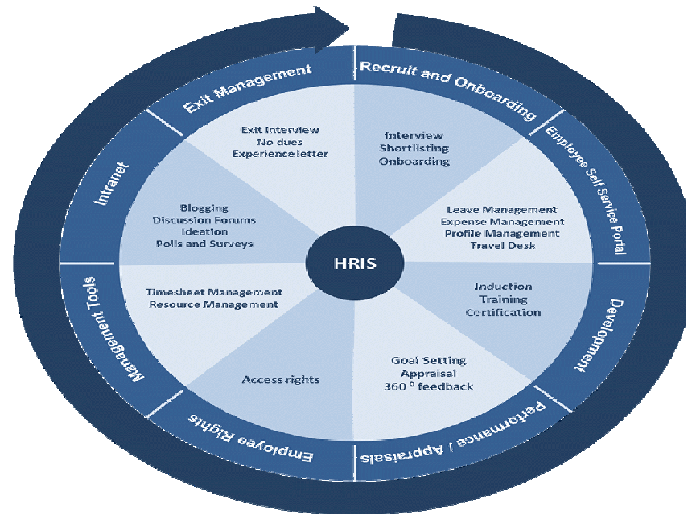 Recruit and Onboarding
Interview
Shortlisting
Onboarding
Employee Self Service Portal
Leave Management
Expense Management
Profile Management
Travel Desk
Development
Induction
Training
Certification
Performance / Appraisals
Goal Setting
Appraisal
360 ⁰ feedback
Employee Rights
Access rights
Management Tools
Timesheet Management
Resource Management
Intranet
Blogging
Discussion Forums
Ideation
Polls and Surveys
Exit Management
Exit Interview
No dues
Experience letter
HRIS